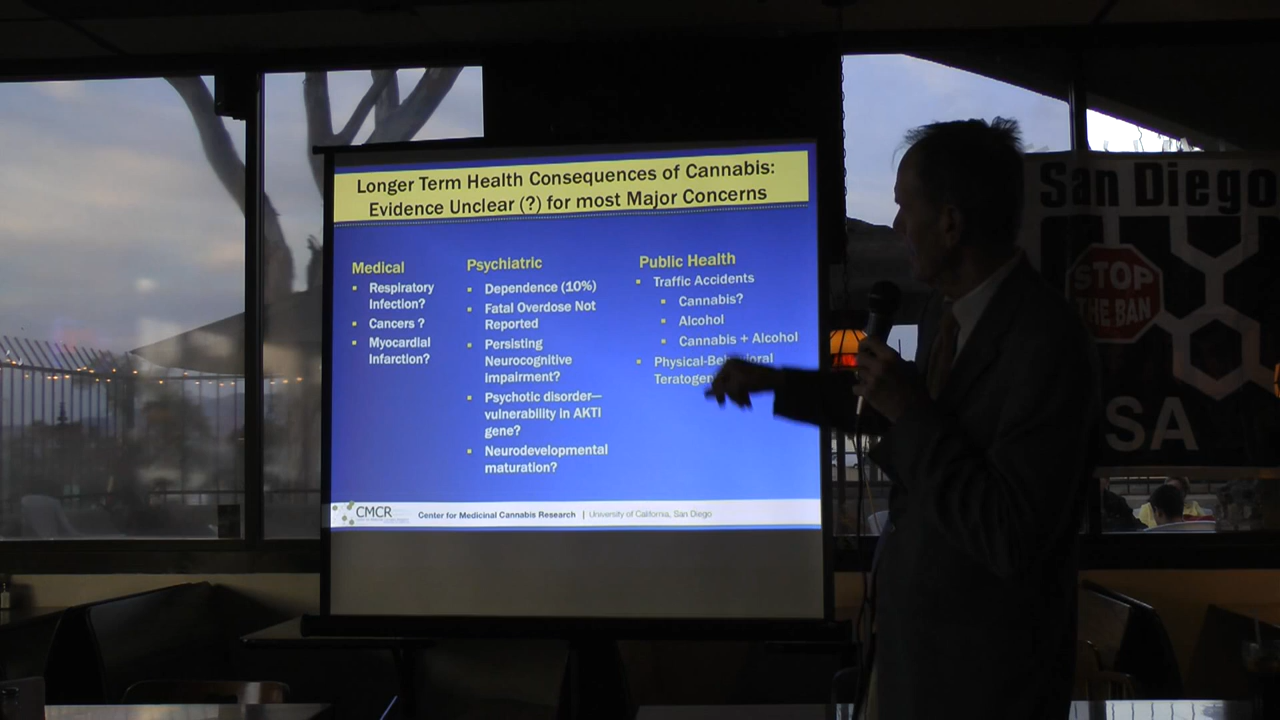 Longer Term Health Consequences of Cannabis:
Evidence Unclear (?) for most Major Concerns
Medical
Respiratory
Infection?
Cancers ?
Myocardial
Infarction?
Psychiatric
Dependence (10%)
Fatal Overdose Not
Reported
Persisting
Neurocognitive
impairment?
Psychotic disorder—
vulnerability in AKTI
gene?
Neurodevelopmental
maturation?
Public Health
Traffic Accidents
Cannabis?
Alcohol
Cannabis + Alcohol
Physical-Behavioral
CMCR
Center for Medicinal Cannabis Research | University of California, San Diego
San Diego
STOP
THE BAN
SA